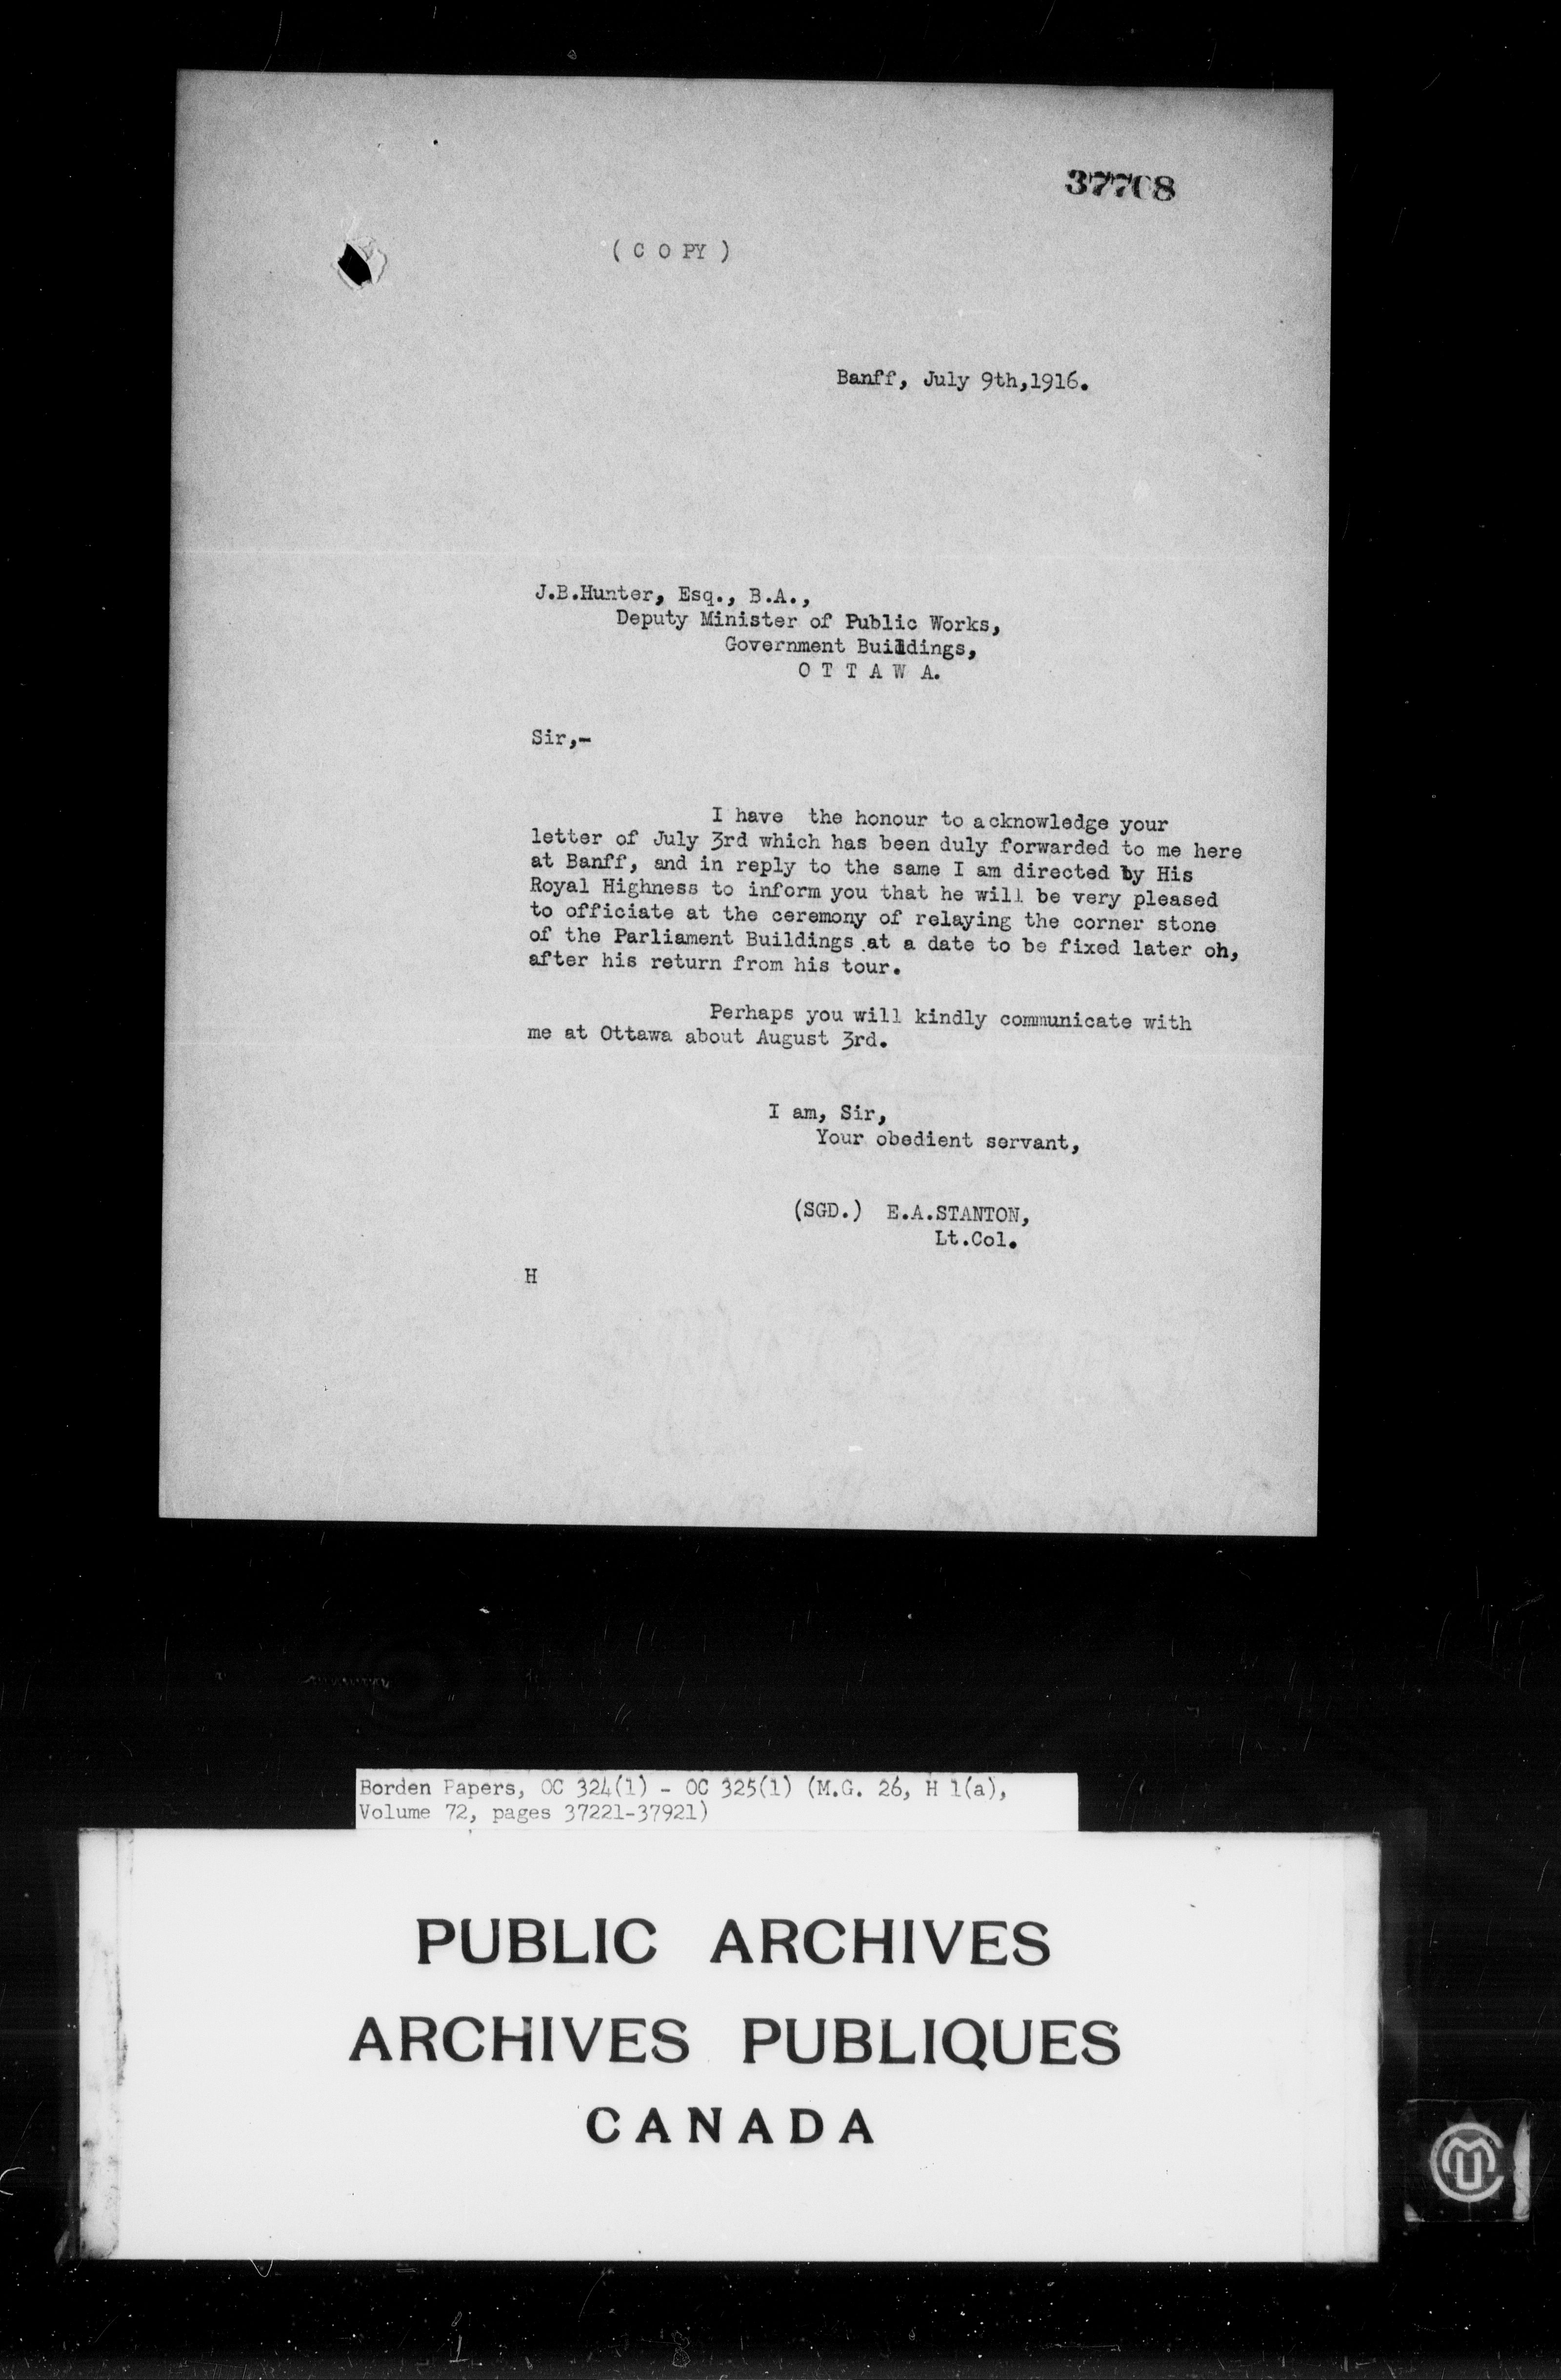 37708
( C O PY )
Banff, July 9th,1916.
J.B.Hunter, Esq., B.A.,
Deputy Minister of Public Works,
Government Buildings,
O T T A W A.
Sir,-
I have the honour to acknowledge your
letter of July 3rd which has been duly forwarded to me here
at Banff, and in reply to the same I am directed by His
Royal Highness to inform you that he will be very pleased
to officiate at the ceremony of relaying the corner stone
of the Parliament Buildings at a date to be fixed later oh,
after his return from his tour.
Perhaps you will kindly communicate with
me at Ottawa about August 3rd.
I am, Sir,
Your obedient servant,
(SGD.) E.A.STANTON,
Lt.Col.
H
Borden Papers, OC 324(1) - OC 325(1) (M.G. 26, H 1(a),
Volume 72, pages 37221-37921)
PUBLIC ARCHIVES
ARCHIVES PUBLIQUES
CANADA